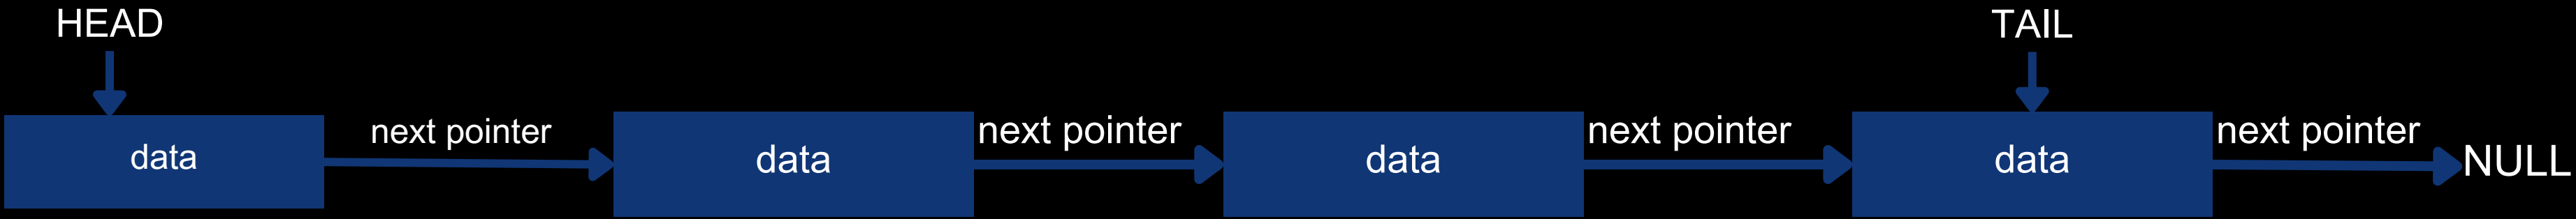 HEAD
TAIL
data
next pointer
data
next pointer
data
next pointer
data
next pointer
NULL